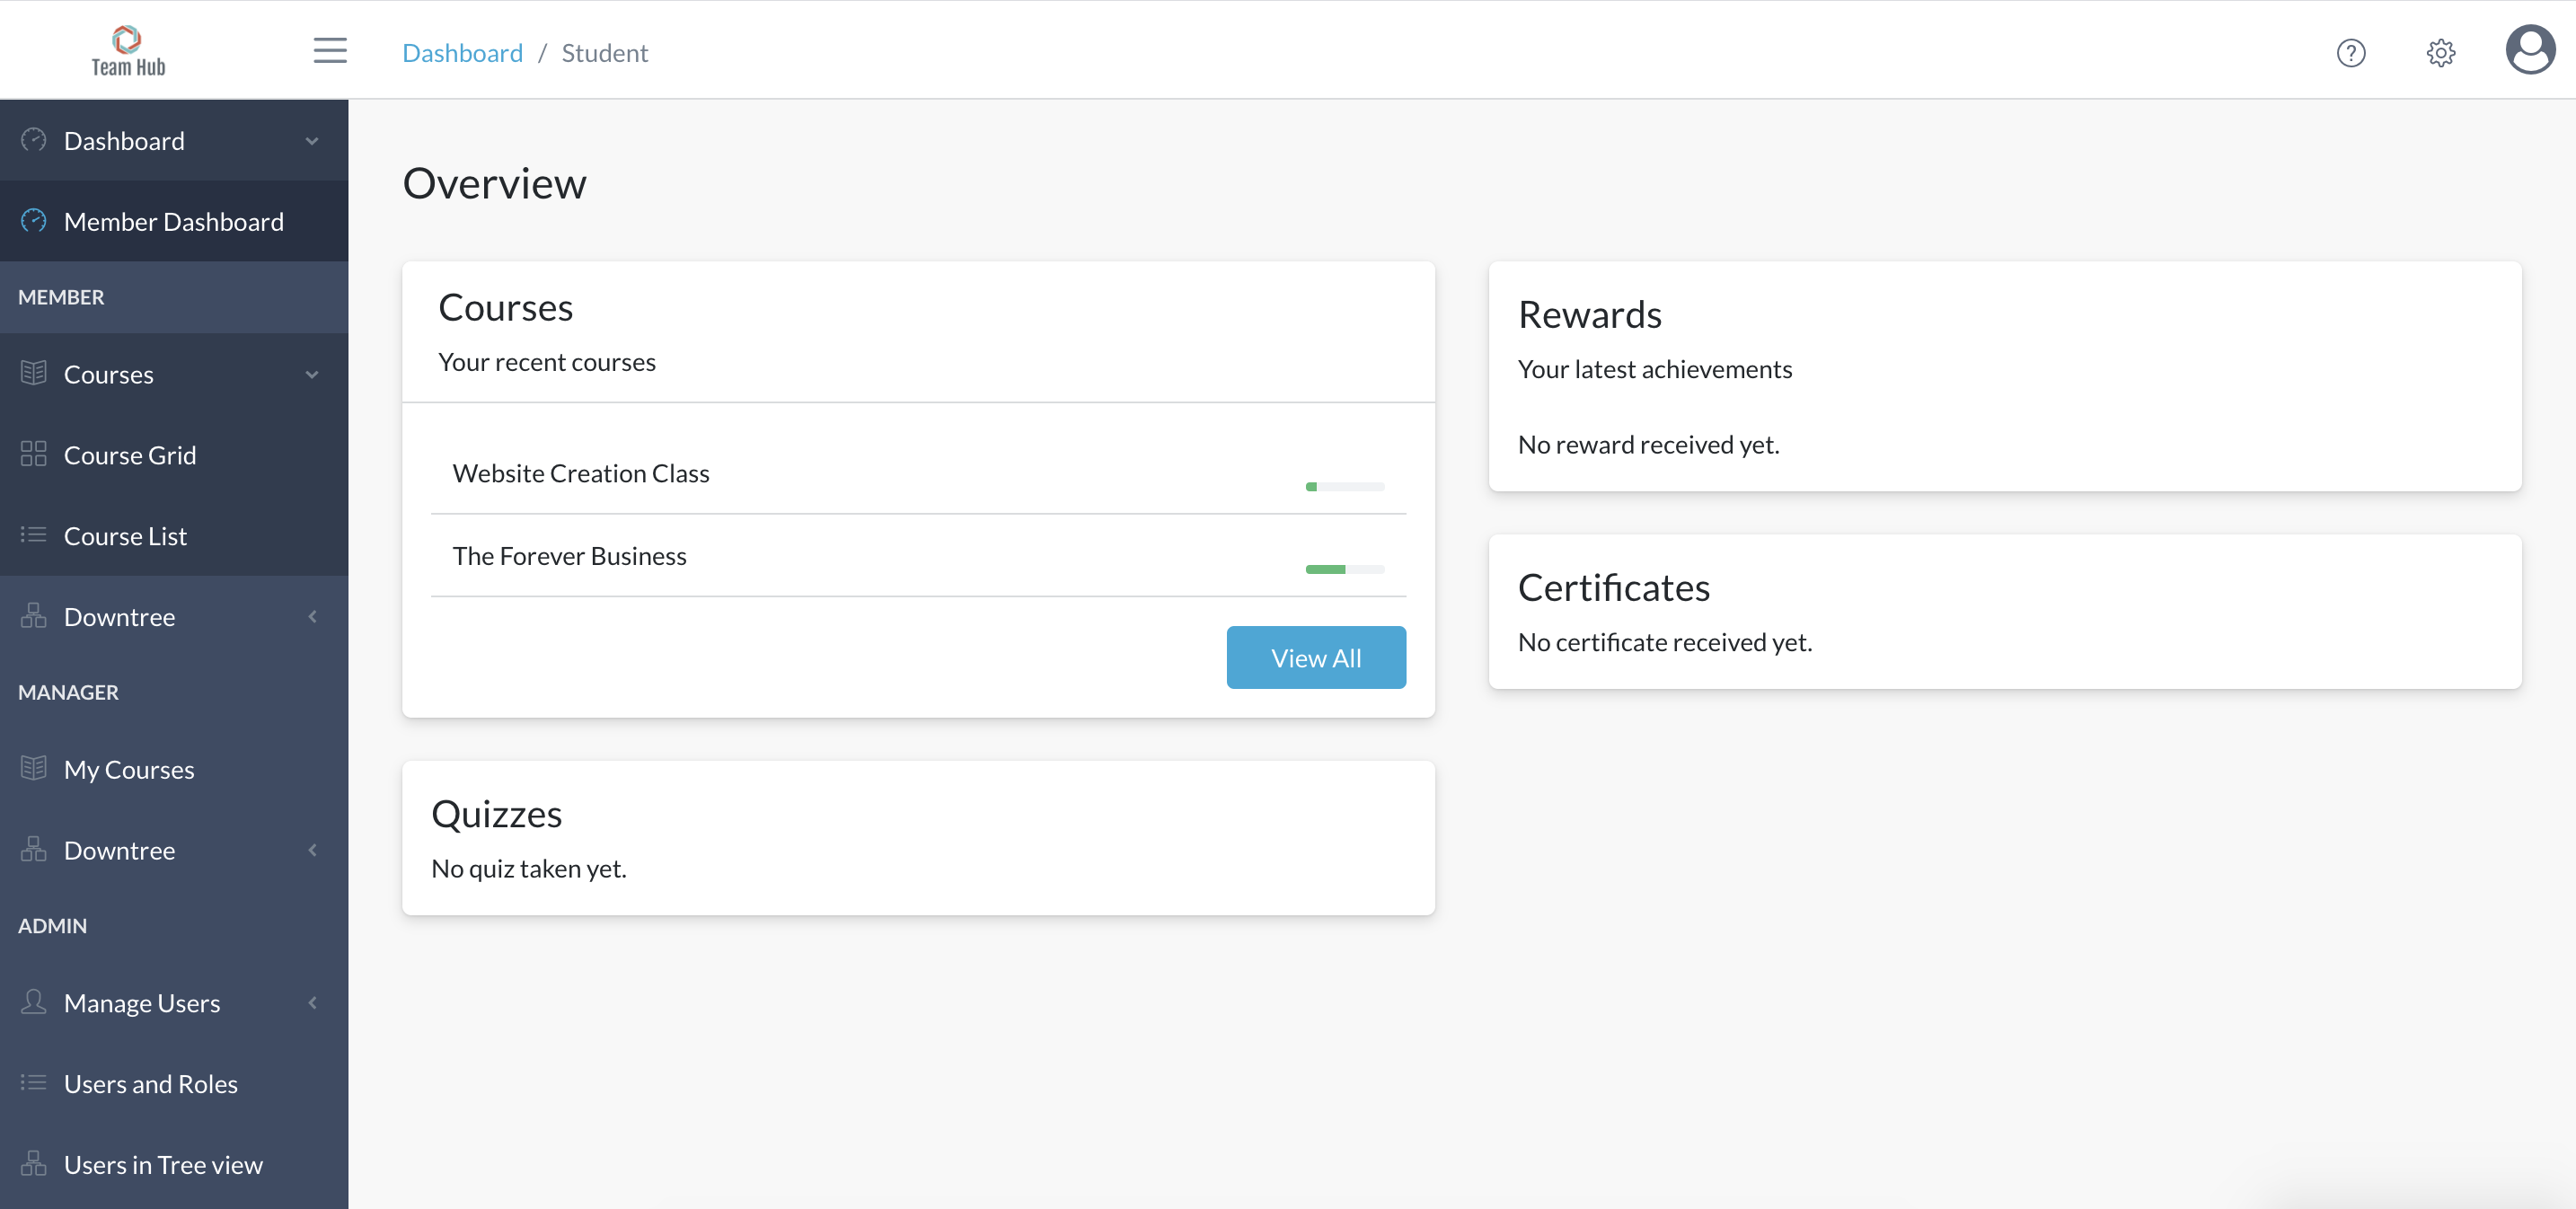 Team Hub
Dashboard / Student
?
Dashboard
Member Dashboard
MEMBER
Courses
Course Grid
Course List
Downtree
MANAGER
My Courses
Downtree
ADMIN
Manage Users
Users and Roles
Users in Tree view
Overview
Courses
Your recent courses
Website Creation Class
The Forever Business
View All
Quizzes
No quiz taken yet.
Rewards
Your latest achievements
No reward received yet.
Certificates
No certificate received yet.